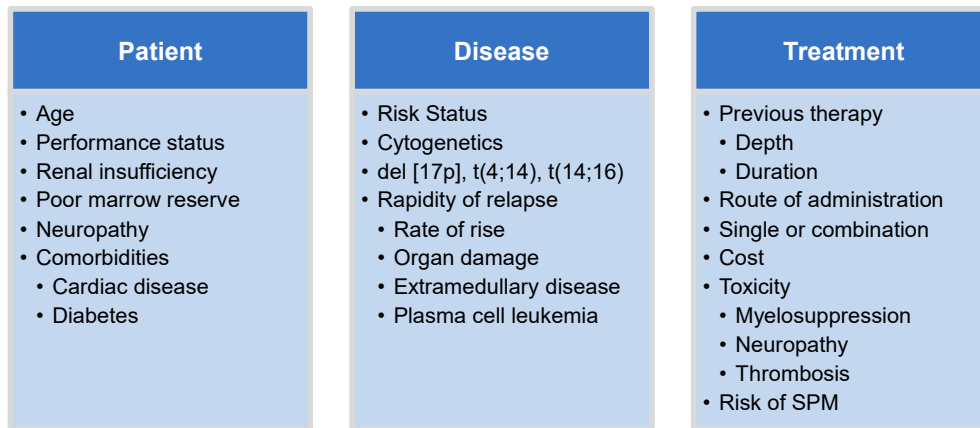 Patient
• Age
• Performance status
• Renal insufficiency
• Poor marrow reserve
• Neuropathy
• Comorbidities
• Cardiac disease
• Diabetes
Disease
• Risk Status
• Cytogenetics
• del [17p], t(4;14), t(14;16)
• Rapidity of relapse
• Rate of rise
• Organ damage
• Extramedullary disease
• Plasma cell leukemia
Treatment
• Previous therapy
• Depth
• Duration
• Route of administration
• Single or combination
• Cost
• Toxicity
• Myelosuppression
• Neuropathy
• Thrombosis
• Risk of SPM